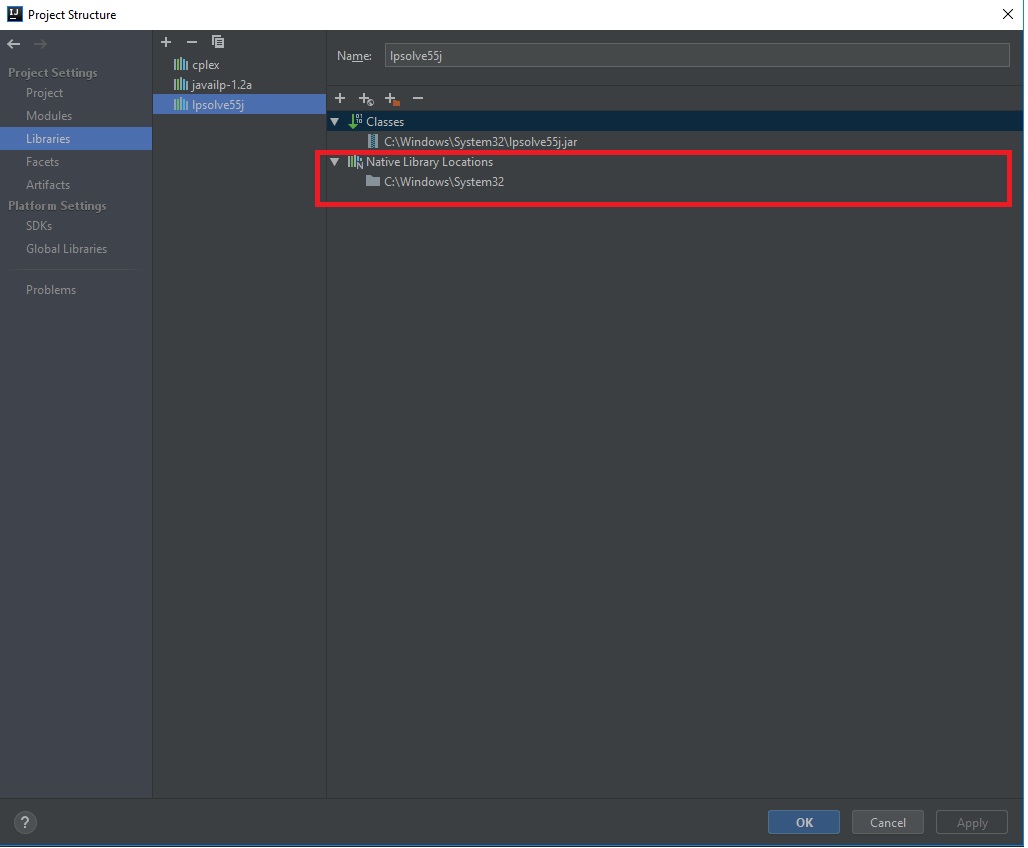 Project Structure
Project Settings
Project
Modules
Libraries
Facets
Artifacts
Platform Settings
SDKs
Global Libraries
Problems
cplex
javailp-1.2a
lpsolve55j
Name: lpsolve55j
Classes
C:\Windows\System32\lpsolve55j.jar
Native Library Locations
C:\Windows\System32
?
OK
Cancel
Apply